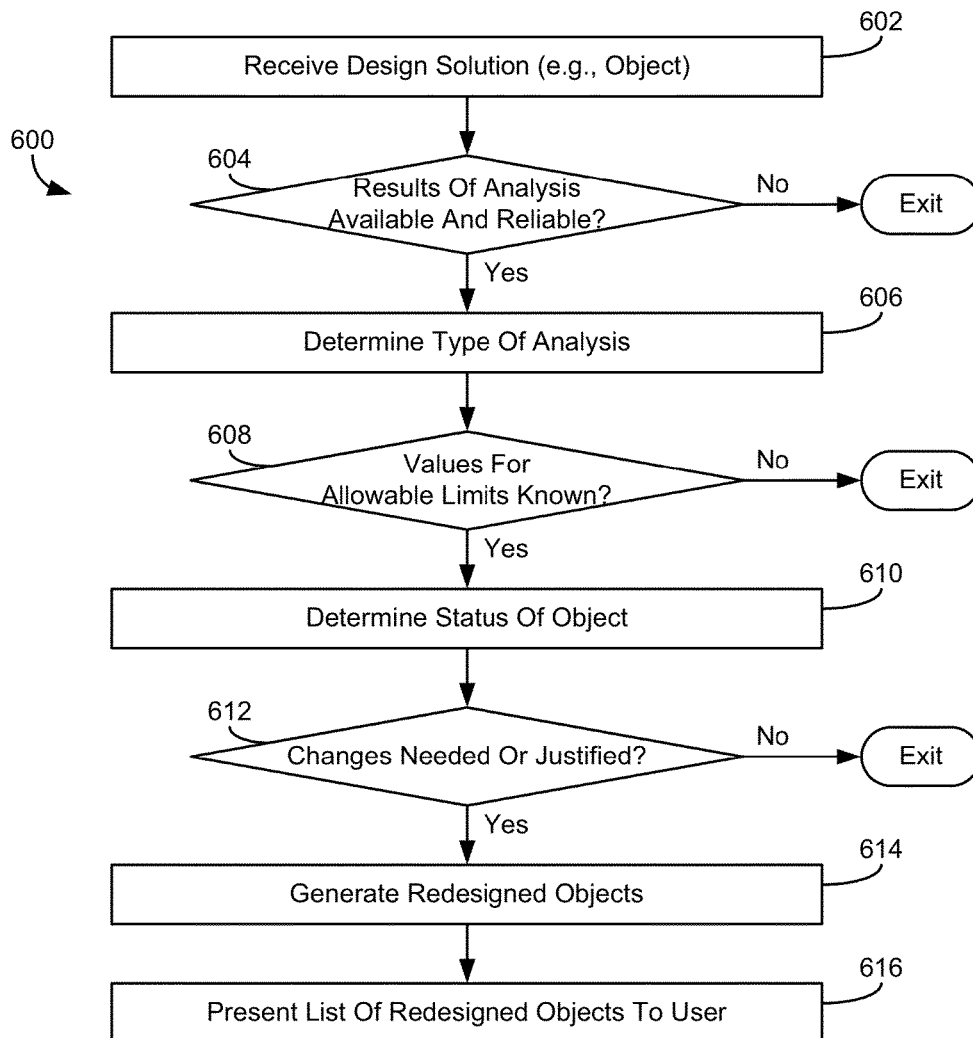 602
Receive Design Solution (e.g., Object)
600
604
Results Of Analysis
Available And Reliable?
No
Exit
Yes
606
Determine Type Of Analysis
608
Values For
Allowable Limits Known?
No
Exit
Yes
610
Determine Status Of Object
612
Changes Needed Or Justified?
No
Exit
Yes
614
Generate Redesigned Objects
616
Present List Of Redesigned Objects To User